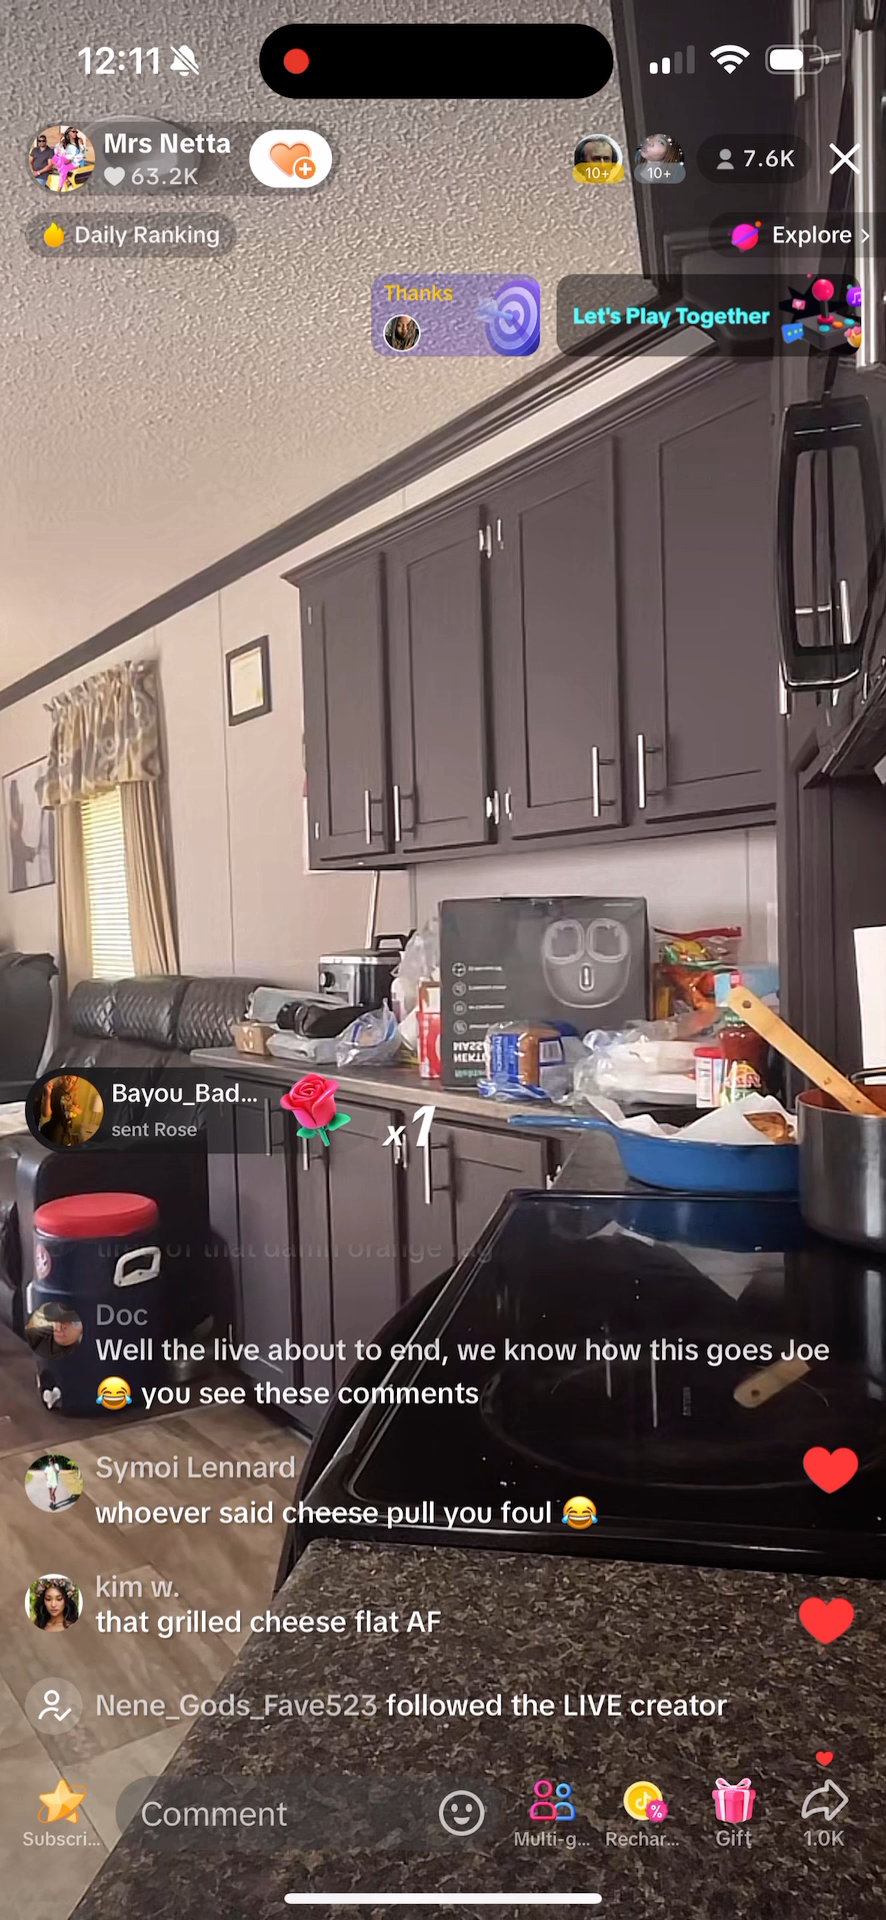 12:11
Mrs Netta
63.2K
10+
10+
7.6K
Daily Ranking
Explore >
Thanks
Let's Play Together
Bayou_Bad...
sent Rose
x1
Doc
Well the live about to end, we know how this goes Joe
😂 you see these comments
Symoi Lennard
whoever said cheese pull you foul 😂
kim w.
that grilled cheese flat AF
Nene_Gods_Fave523 followed the LIVE creator
Subscri...
Comment
Multi-g...
Rechar...
Gift
1.0K